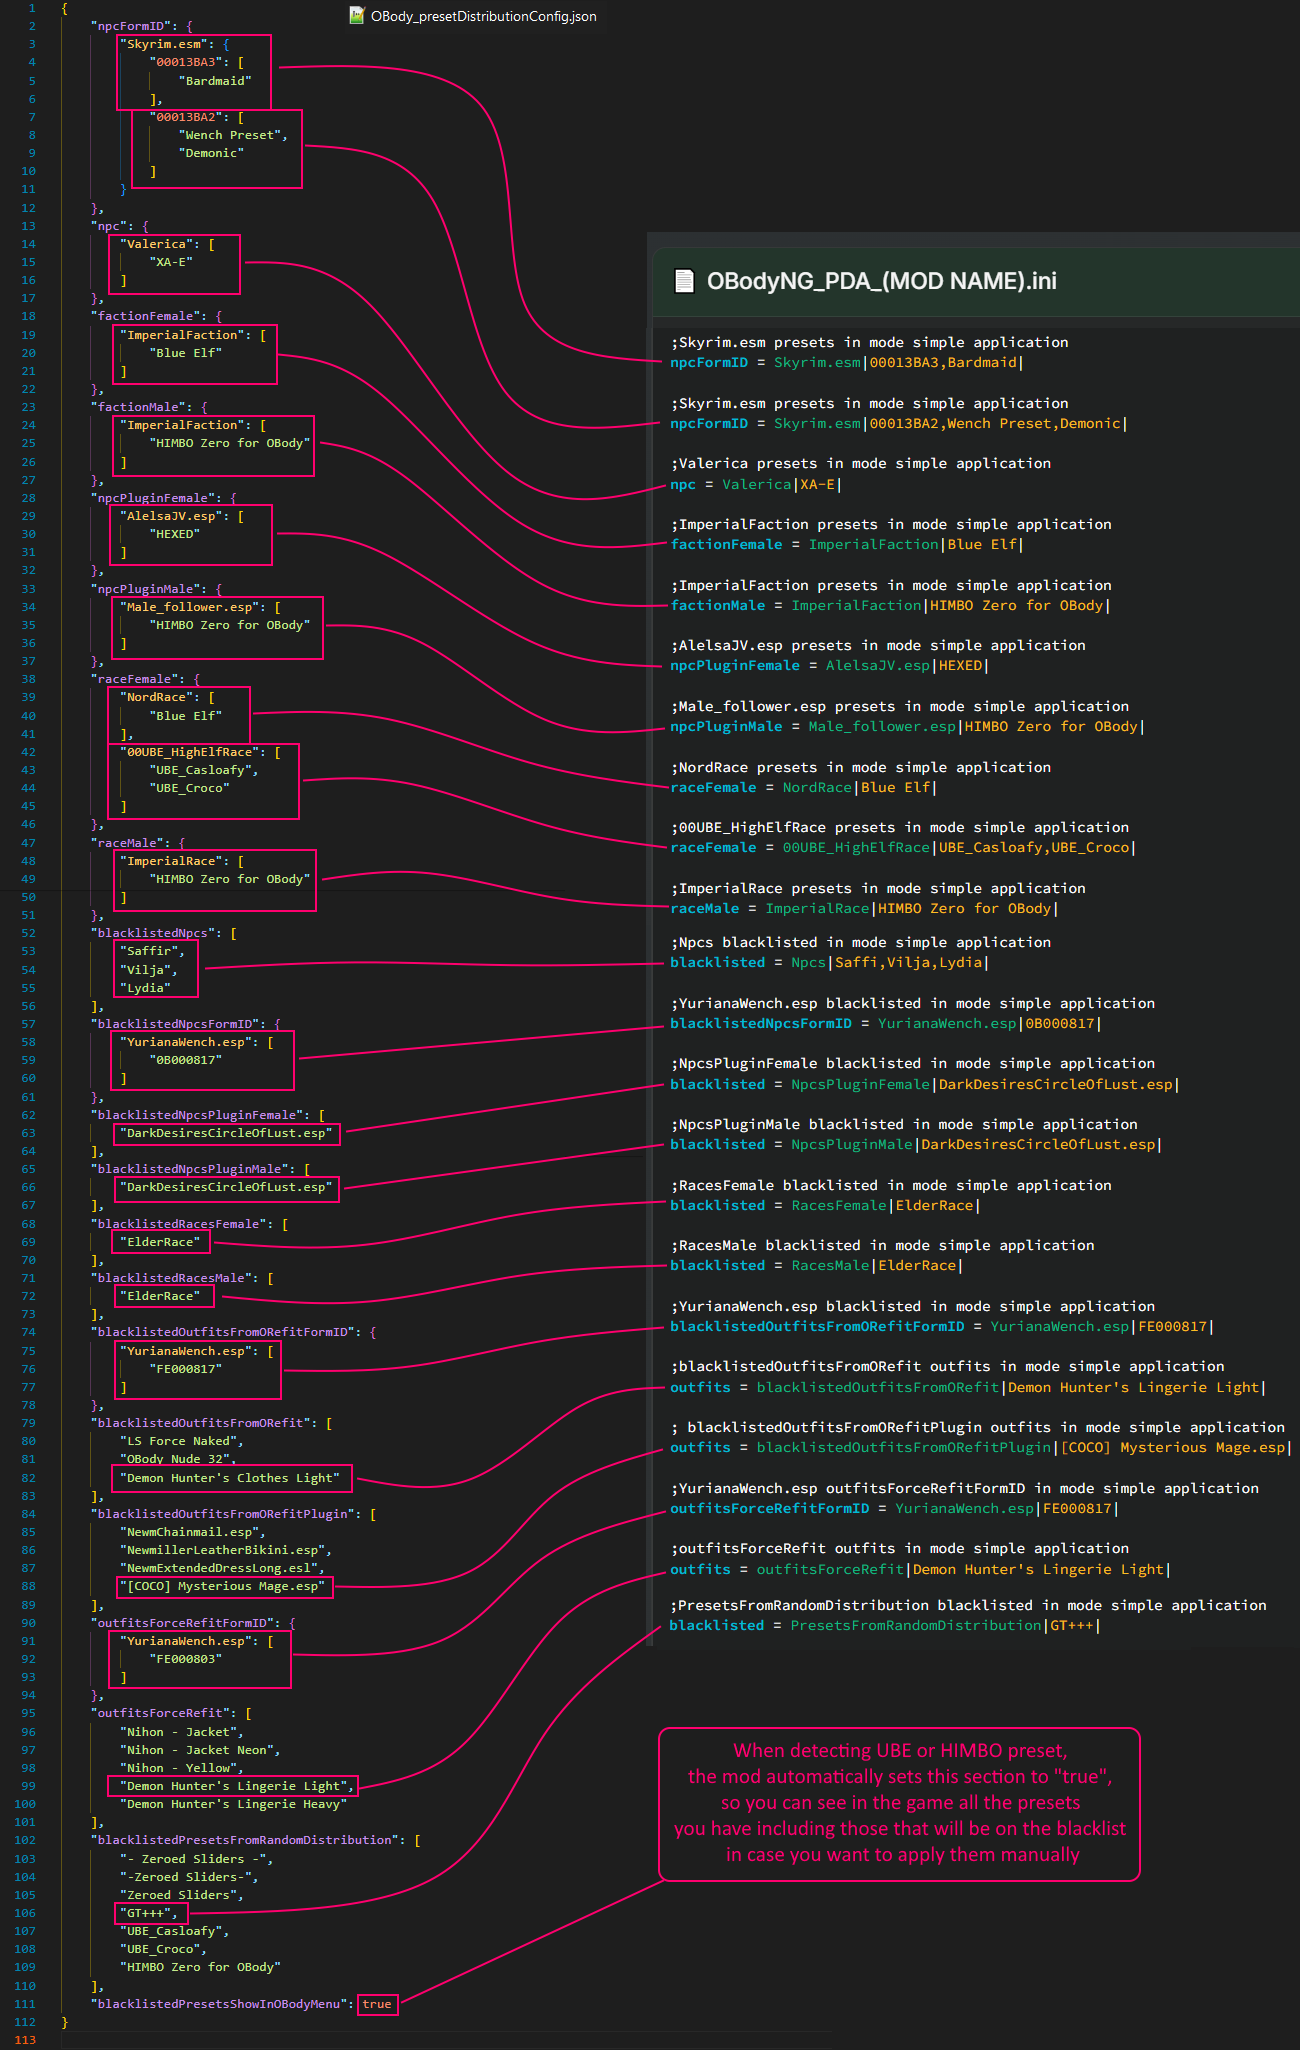 OBody_presetDistributionConfig.json
1 {
2 "npcFormID": {
3 "Skyrim.esm": {
4 "00013BA3": [
5 "Bardmaid"
6 ],
7 "00013BA2": [
8 "Wench Preset",
9 "Demonic"
10 ]
11 }
12 },
13 "npc": {
14 "Valerica": [
15 "XA-E"
16 ]
17 },
18 "factionFemale": {
19 "ImperialFaction": [
20 "Blue Elf"
21 ]
22 },
23 "factionMale": {
24 "ImperialFaction": [
25 "HIMBO Zero for OBody"
26 ]
27 },
28 "npcPluginFemale": {
29 "AlelsaJV.esp": [
30 "HEXED"
31 ]
32 },
33 "npcPluginMale": {
34 "Male_follower.esp": [
35 "HIMBO Zero for OBody"
36 ]
37 },
38 "raceFemale": {
39 "NordRace": [
40 "Blue Elf"
41 ],
42 "00UBE_HighElfRace": [
43 "UBE_Casloafy",
44 "UBE_Croco"
45 ]
46 },
47 "raceMale": {
48 "ImperialRace": [
49 "HIMBO Zero for OBody"
50 ]
51 },
52 "blacklistedNpcs": [
53 "Saffir",
54 "Vilja",
55 "Lydia"
56 ],
57 "blacklistedNpcsFormID": {
58 "YurianaWench.esp": [
59 "0B000817"
60 ]
61 },
62 "blacklistedNpcsPluginFemale": [
63 "DarkDesiresCircleOfLust.esp"
64 ],
65 "blacklistedNpcsPluginMale": [
66 "DarkDesiresCircleOfLust.esp"
67 ],
68 "blacklistedRacesFemale": [
69 "ElderRace"
70 ],
71 "blacklistedRacesMale": [
72 "ElderRace"
73 ],
74 "blacklistedOutfitsFromORefitFormID": {
75 "YurianaWench.esp": [
76 "FE000817"
77 ]
78 },
79 "blacklistedOutfitsFromORefit": [
80 "LS Force Naked",
81 "OBody Nude 32",
82 "Demon Hunter's Clothes Light"
83 ],
84 "blacklistedOutfitsFromORefitPlugin": [
85 "NewmChainmail.esp",
86 "NewmillerLeatherBikini.esp",
87 "NewmExtendedDressLong.esl",
88 "[COCO] Mysterious Mage.esp"
89 ],
90 "outfitsForceRefitFormID": {
91 "YurianaWench.esp": [
92 "FE000803"
93 ]
94 },
95 "outfitsForceRefit": [
96 "Nihon - Jacket",
97 "Nihon - Jacket Neon",
98 "Nihon - Yellow",
99 "Demon Hunter's Lingerie Light",
100 "Demon Hunter's Lingerie Heavy"
101 ],
102 "blacklistedPresetsFromRandomDistribution": [
103 "- Zeroed Sliders -",
104 "-Zeroed Sliders-",
105 "Zeroed Sliders",
106 "GT+++",
107 "UBE_Casloafy",
108 "UBE_Croco",
109 "HIMBO Zero for OBody"
110 ],
111 "blacklistedPresetsShowInOBodyMenu": true
112 }
113
OBodyNG_PDA_(MOD NAME).ini
;Skyrim.esm presets in mode simple application
npcFormID = Skyrim.esm|00013BA3,Bardmaid|
;Skyrim.esm presets in mode simple application
npcFormID = Skyrim.esm|00013BA2,Wench Preset,Demonic|
;Valerica presets in mode simple application
npc = Valerica|XA-E|
;ImperialFaction presets in mode simple application
factionFemale = ImperialFaction|Blue Elf|
;ImperialFaction presets in mode simple application
factionMale = ImperialFaction|HIMBO Zero for OBody|
;AlelsaJV.esp presets in mode simple application
npcPluginFemale = AlelsaJV.esp|HEXED|
;Male_follower.esp presets in mode simple application
npcPluginMale = Male_follower.esp|HIMBO Zero for OBody|
;NordRace presets in mode simple application
raceFemale = NordRace|Blue Elf|
;00UBE_HighElfRace presets in mode simple application
raceFemale = 00UBE_HighElfRace|UBE_Casloafy,UBE_Croco|
;ImperialRace presets in mode simple application
raceMale = ImperialRace|HIMBO Zero for OBody|
;Npcs blacklisted in mode simple application
blacklisted = Npcs|Saffi,Vilja,Lydia|
;YurianaWench.esp blacklisted in mode simple application
blacklistedNpcsFormID = YurianaWench.esp|0B000817|
;NpcsPluginFemale blacklisted in mode simple application
blacklisted = NpcsPluginFemale|DarkDesiresCircleOfLust.esp|
;NpcsPluginMale blacklisted in mode simple application
blacklisted = NpcsPluginMale|DarkDesiresCircleOfLust.esp|
;RacesFemale blacklisted in mode simple application
blacklisted = RacesFemale|ElderRace|
;RacesMale blacklisted in mode simple application
blacklisted = RacesMale|ElderRace|
;YurianaWench.esp blacklisted in mode simple application
blacklistedOutfitsFromORefitFormID = YurianaWench.esp|FE000817|
;blacklistedOutfitsFromORefit outfits in mode simple application
outfits = blacklistedOutfitsFromORefit|Demon Hunter's Lingerie Light|
; blacklistedOutfitsFromORefitPlugin outfits in mode simple application
outfits = blacklistedOutfitsFromORefitPlugin|[COCO] Mysterious Mage.esp|
;YurianaWench.esp outfitsForceRefitFormID in mode simple application
outfitsForceRefitFormID = YurianaWench.esp|FE000817|
;outfitsForceRefit outfits in mode simple application
outfits = outfitsForceRefit|Demon Hunter's Lingerie Light|
;PresetsFromRandomDistribution blacklisted in mode simple application
blacklisted = PresetsFromRandomDistribution|GT+++|
When detecting UBE or HIMBO preset,
the mod automatically sets this section to "true",
so you can see in the game all the presets
you have including those that will be on the blacklist
in case you want to apply them manually